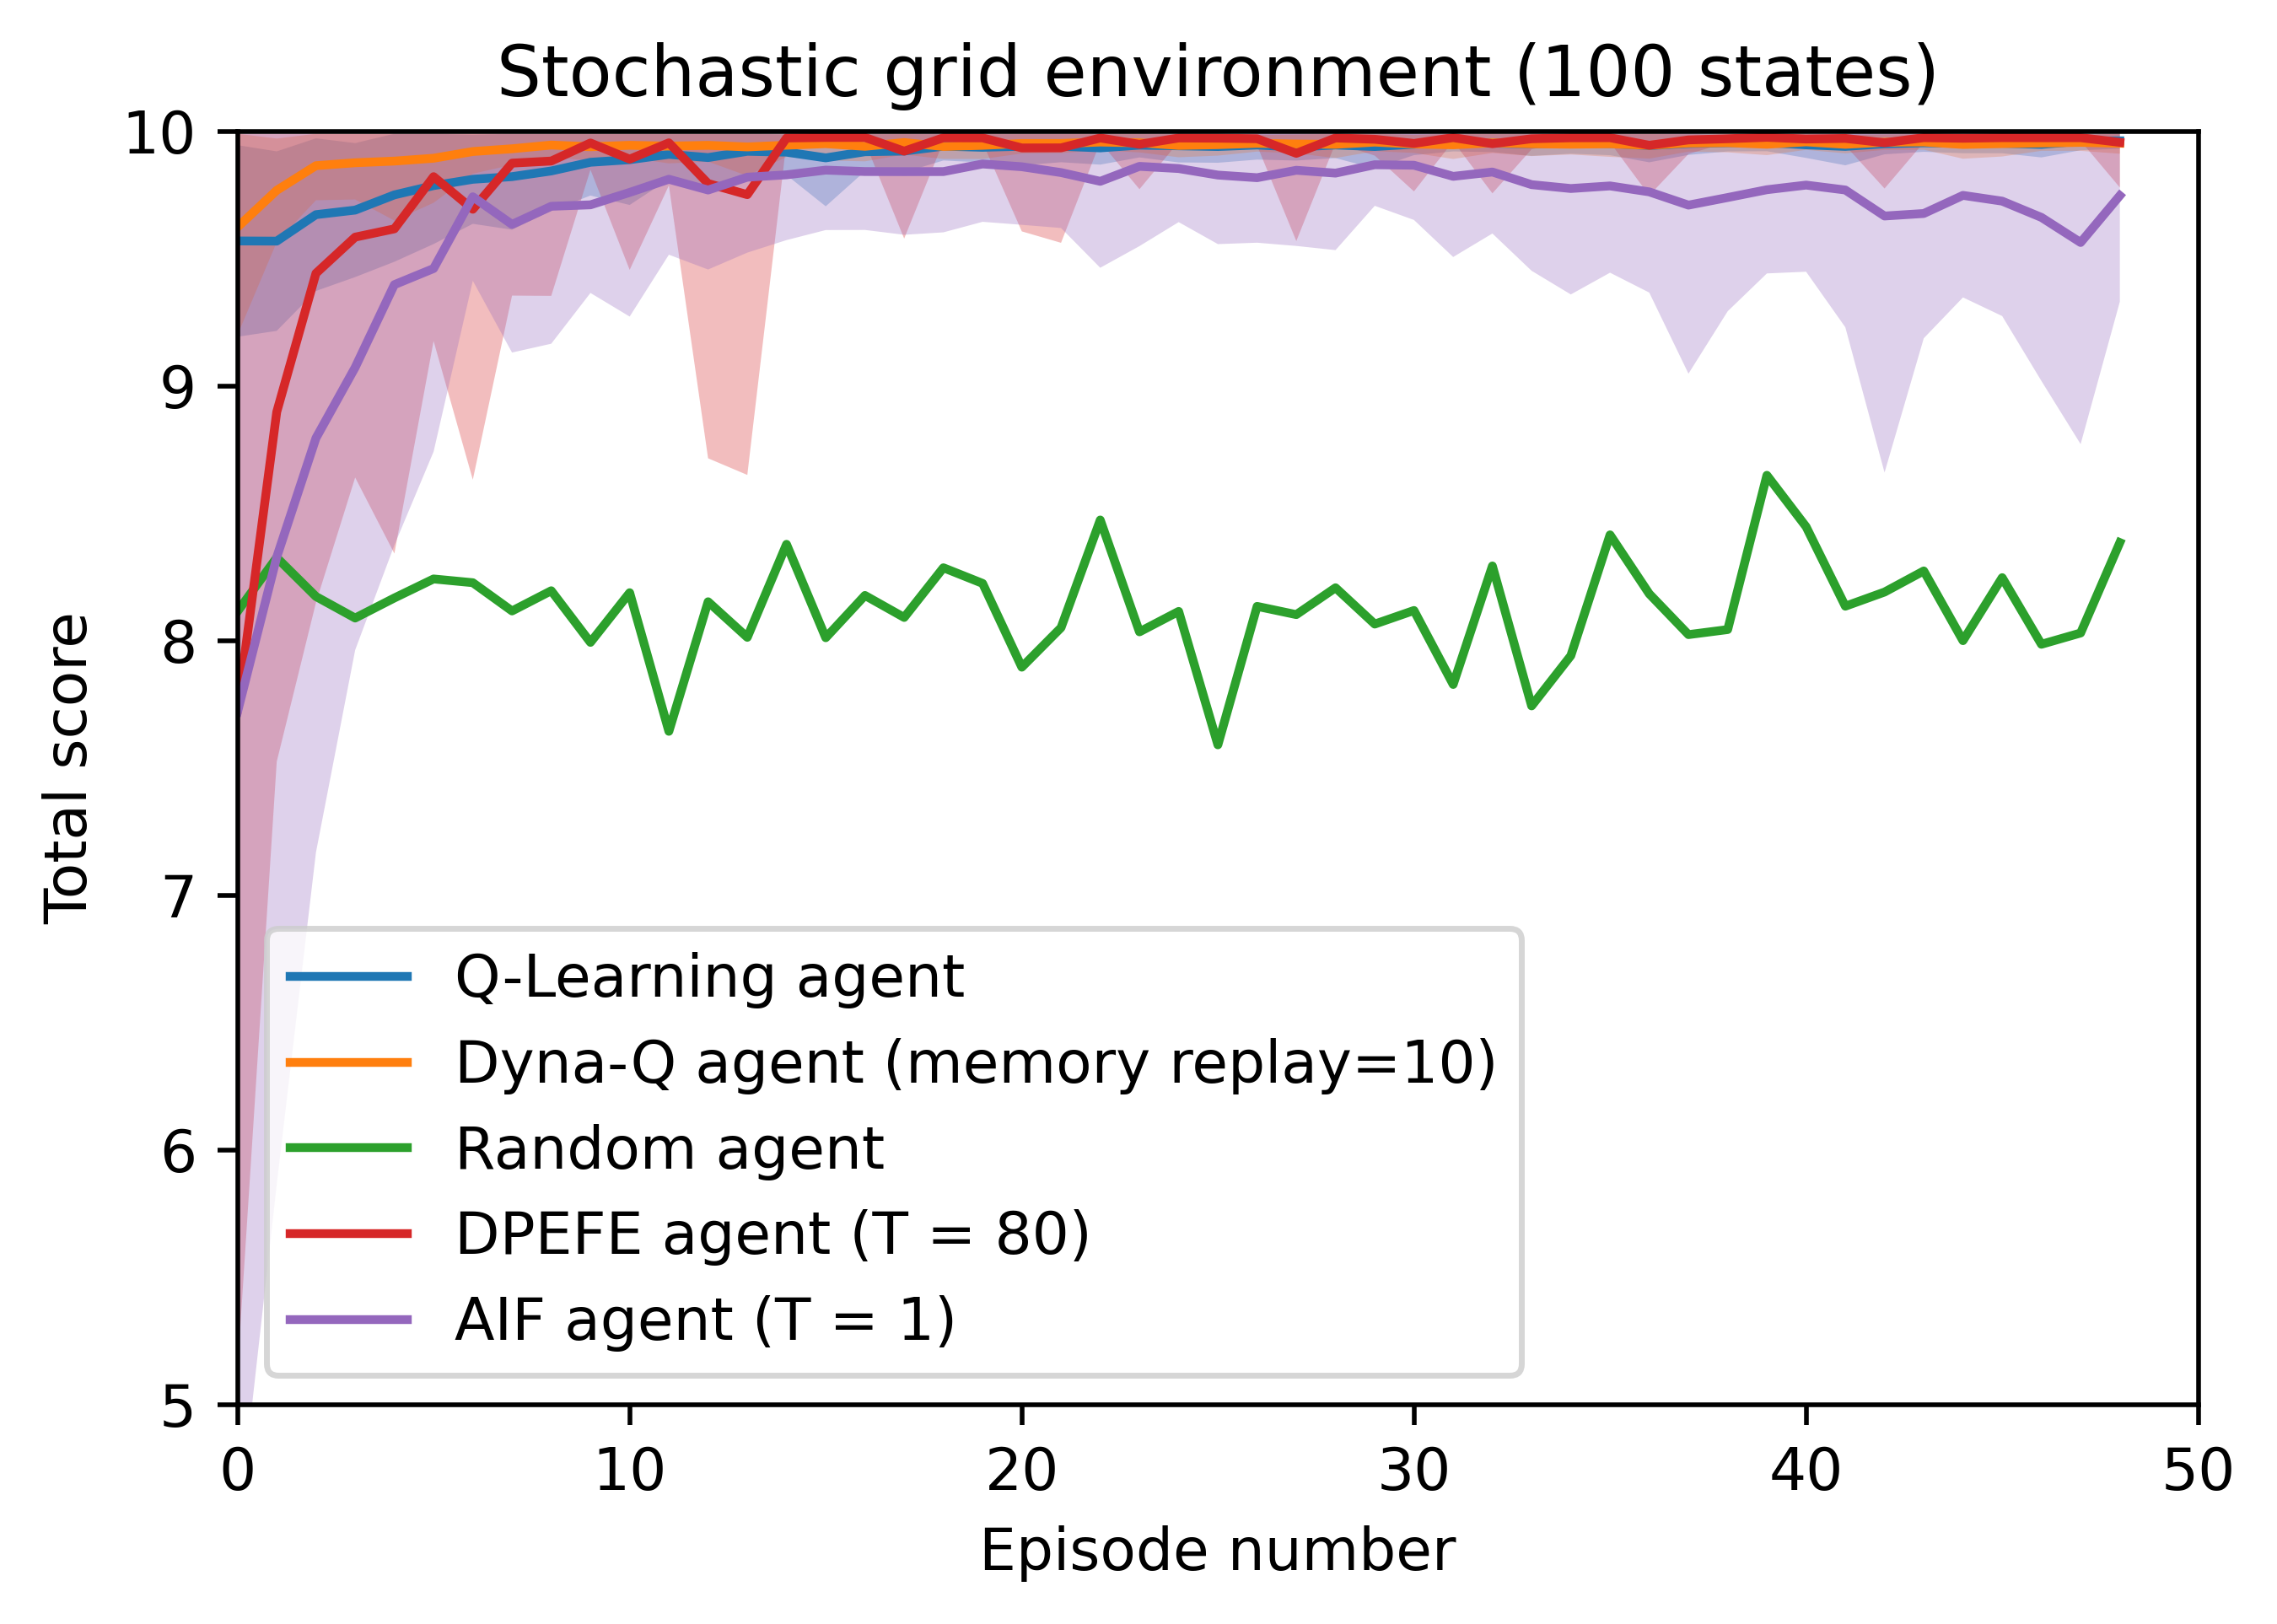 Stochastic grid environment (100 states)
10
9
8
7
6
5
Total score
Q-Learning agent
Dyna-Q agent (memory replay=10)
Random agent
DPEFE agent (T = 80)
AIF agent (T = 1)
0 10 20 30 40 50
Episode number